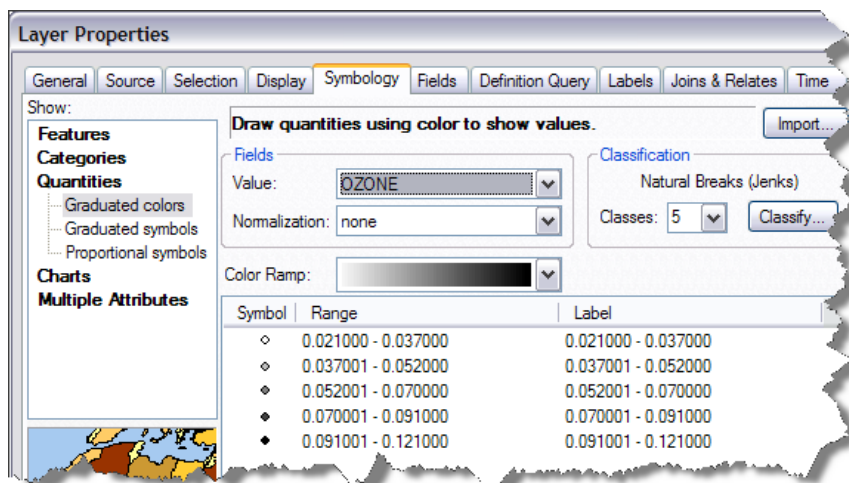 Layer Properties
General Source Selection Display Symbology Fields Definition Query Labels Joins & Relates Time
Show:
Features
Categories
Quantities
Graduated colors
Graduated symbols
Proportional symbols
Charts
Multiple Attributes
Draw quantities using color to show values.
Import...
Fields
Value: OZONE
Normalization: none
Classification
Natural Breaks (Jenks)
Classes: 5 Classify...
Color Ramp:
Symbol Range Label
0.021000 - 0.037000 0.021000 - 0.037000
0.037001 - 0.052000 0.037001 - 0.052000
0.052001 - 0.070000 0.052001 - 0.070000
0.070001 - 0.091000 0.070001 - 0.091000
0.091001 - 0.121000 0.091001 - 0.121000